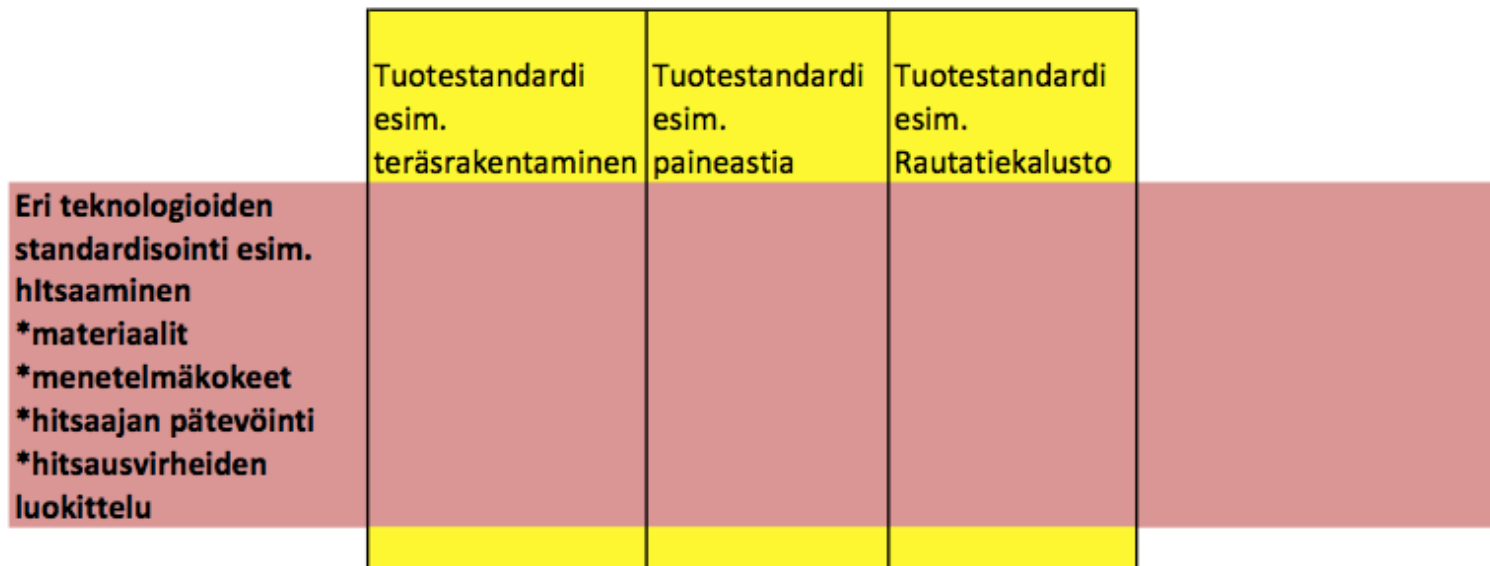 Tuotestandardi
esim.
teräsrakentaminen
Tuotestandardi
esim.
paineastia
Tuotestandardi
esim.
Rautatiekalusto
Eri teknologioiden
standardisointi esim.
hItsaaminen
*materiaalit
*menetelmäkokeet
*hitsaajan pätevöinti
*hitsausvirheiden
luokittelu